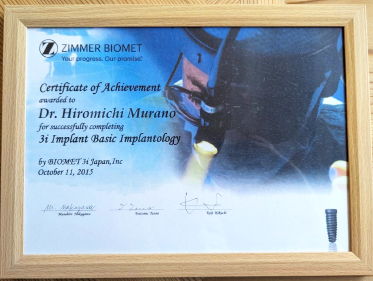 ZIMMER BIOMET
Your progress. Our promise.
Certificate of Achievement
awarded to
Dr. Hiromichi Murano
for successfully completing
3i Implant Basic Implantology
by BIOMET 3i Japan, Inc
October 11, 2015